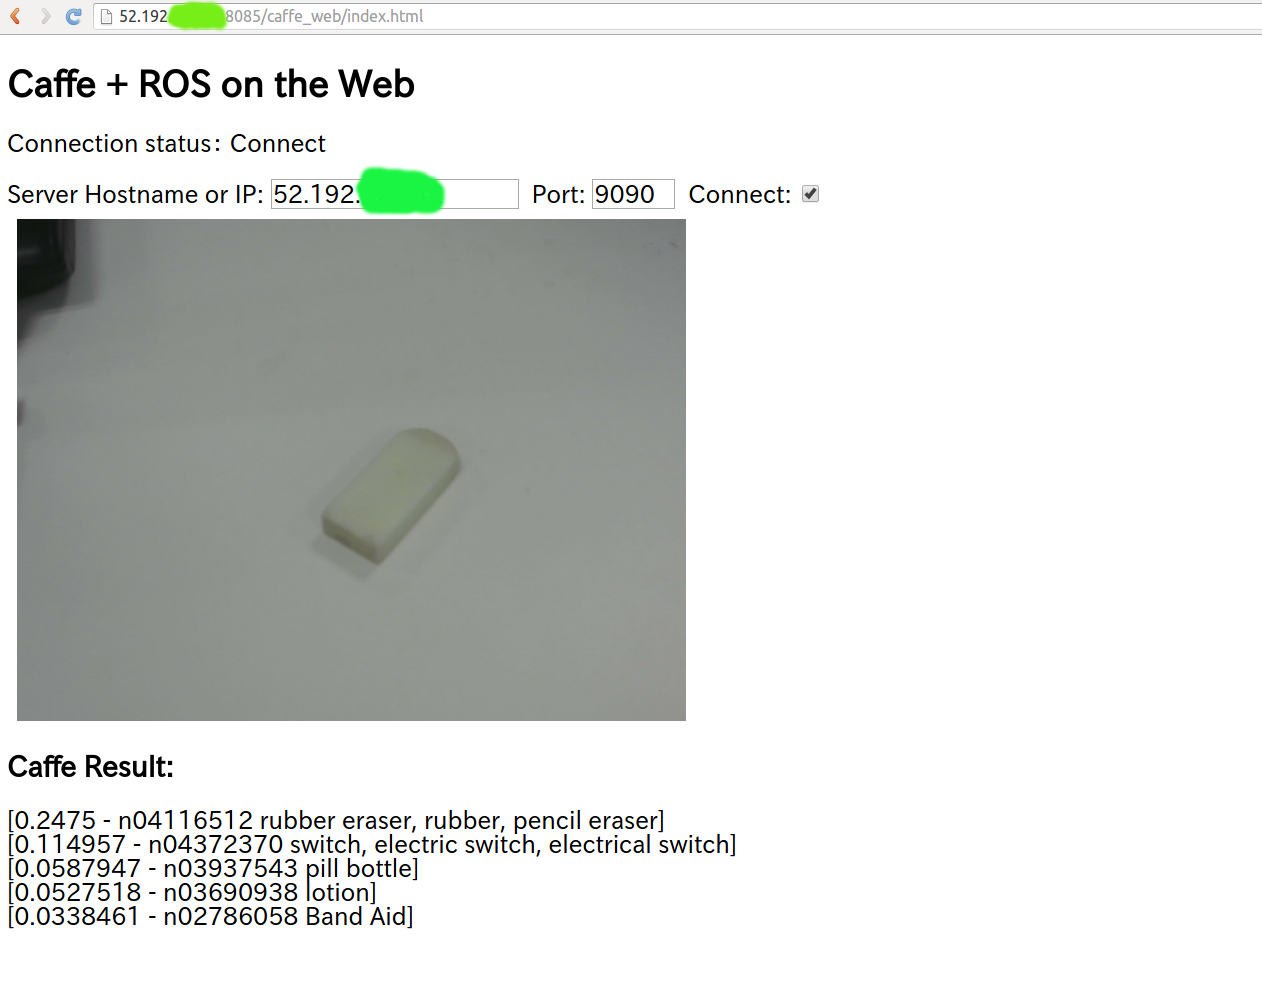 52.192 8085/caffe_web/index.html
Caffe + ROS on the Web
Connection status: Connect
Server Hostname or IP: 52.192. Port: 9090 Connect:
Caffe Result:
[0.2475 - n04116512 rubber eraser, rubber, pencil eraser]
[0.114957 - n04372370 switch, electric switch, electrical switch]
[0.0587947 - n03937543 pill bottle]
[0.0527518 - n03690938 lotion]
[0.0338461 - n02786058 Band Aid]